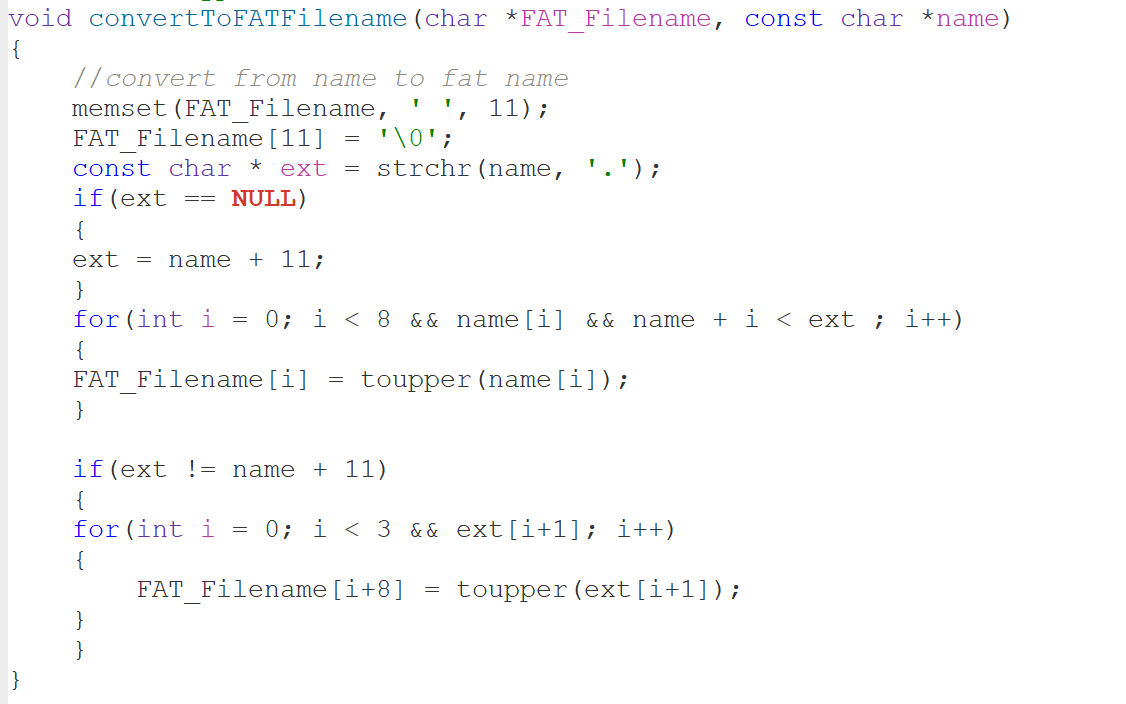 void convertToFATFilename(char *FAT_Filename, const char *name)
{
    //convert from name to fat name
    memset(FAT_Filename, ' ', 11);
    FAT_Filename[11] = '\0';
    const char * ext = strchr(name, '.');
    if(ext == NULL)
    {
    ext = name + 11;
    }
    for(int i = 0; i < 8 && name[i] && name + i < ext ; i++)
    {
    FAT_Filename[i] = toupper(name[i]);
    }

    if(ext != name + 11)
    {
    for(int i = 0; i < 3 && ext[i+1]; i++)
    {
        FAT_Filename[i+8] = toupper(ext[i+1]);
    }
    }
}